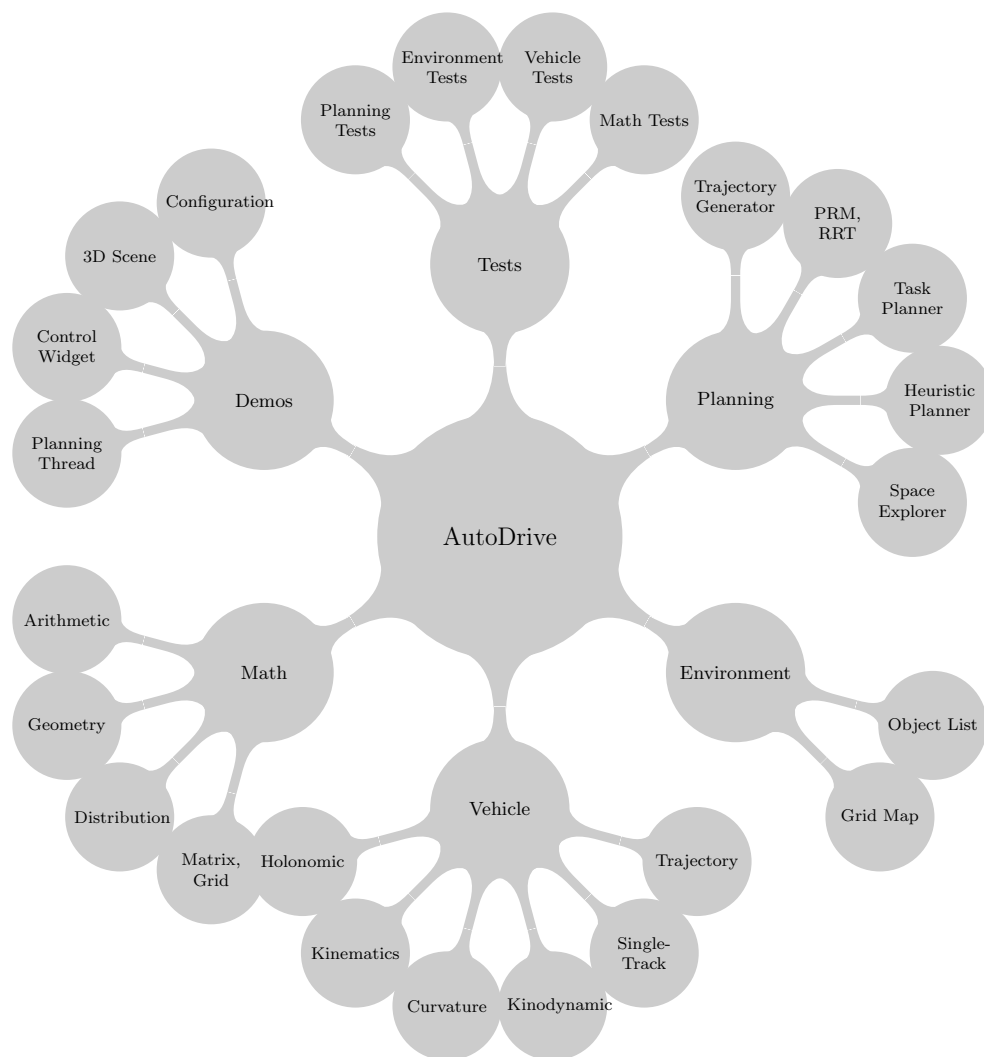 Environment
Tests
Vehicle
Tests
Planning
Tests
Math Tests
Tests
Configuration
3D Scene
Control
Widget
Planning
Thread
Demos
Trajectory
Generator
PRM,
RRT
Task
Planner
Heuristic
Planner
Space
Explorer
Planning
AutoDrive
Arithmetic
Geometry
Distribution
Matrix,
Grid
Math
Environment
Object List
Grid Map
Vehicle
Holonomic
Kinematics
Curvature
Kinodynamic
Single-
Track
Trajectory